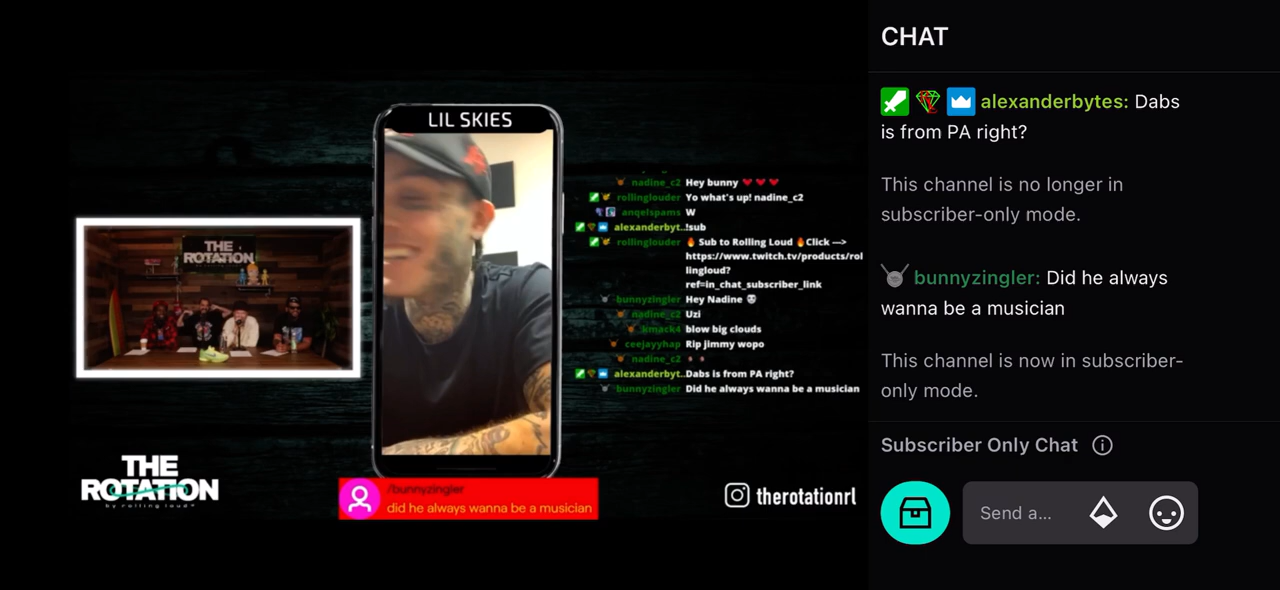 LIL SKIES
THE
ROTATION
nadine_c2 Hey bunny ❤️ ❤️ ❤️
rollinglouder Yo what's up! nadine_c2
angelspams W
alexanderbyt..!sub
rollinglouder 🔥 Sub to Rolling Loud 🔥Click --->
https://www.twitch.tv/products/rol
lingloud?
ref=in_chat_subscriber_link
bunnyzingler Hey Nadine
nadine_c2 Uzi
kmack4 blow big clouds
ceejayyhap Rip jimmy wopo
nadine_c2
alexanderbyt..Dabs is from PA right?
bunnyzingler Did he always wanna be a musician
THE
ROTATION
by rolling loud
/bunnyzingler
did he always wanna be a musician
therotationrl
CHAT
alexanderbytes: Dabs
is from PA right?
This channel is no longer in
subscriber-only mode.
bunnyzingler: Did he always
wanna be a musician
This channel is now in subscriber-
only mode.
Subscriber Only Chat
Send a...